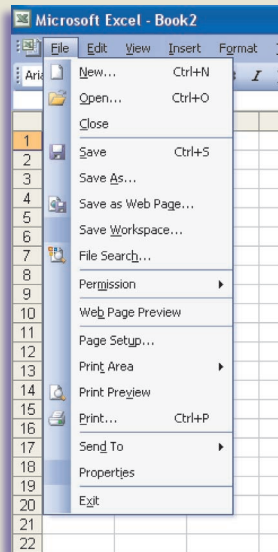 Microsoft Excel - Book2
File Edit View Insert Format
Aria
I
New... Ctrl+N
Open... Ctrl+O
Close
Save Ctrl+S
Save As...
Save as Web Page...
Save Workspace...
File Search...
Permission
Web Page Preview
Page Setup...
Print Area
Print Preview
Print... Ctrl+P
Send To
Properties
Exit
1
2
3
4
5
6
7
8
9
10
11
12
13
14
15
16
17
18
19
20
21
22